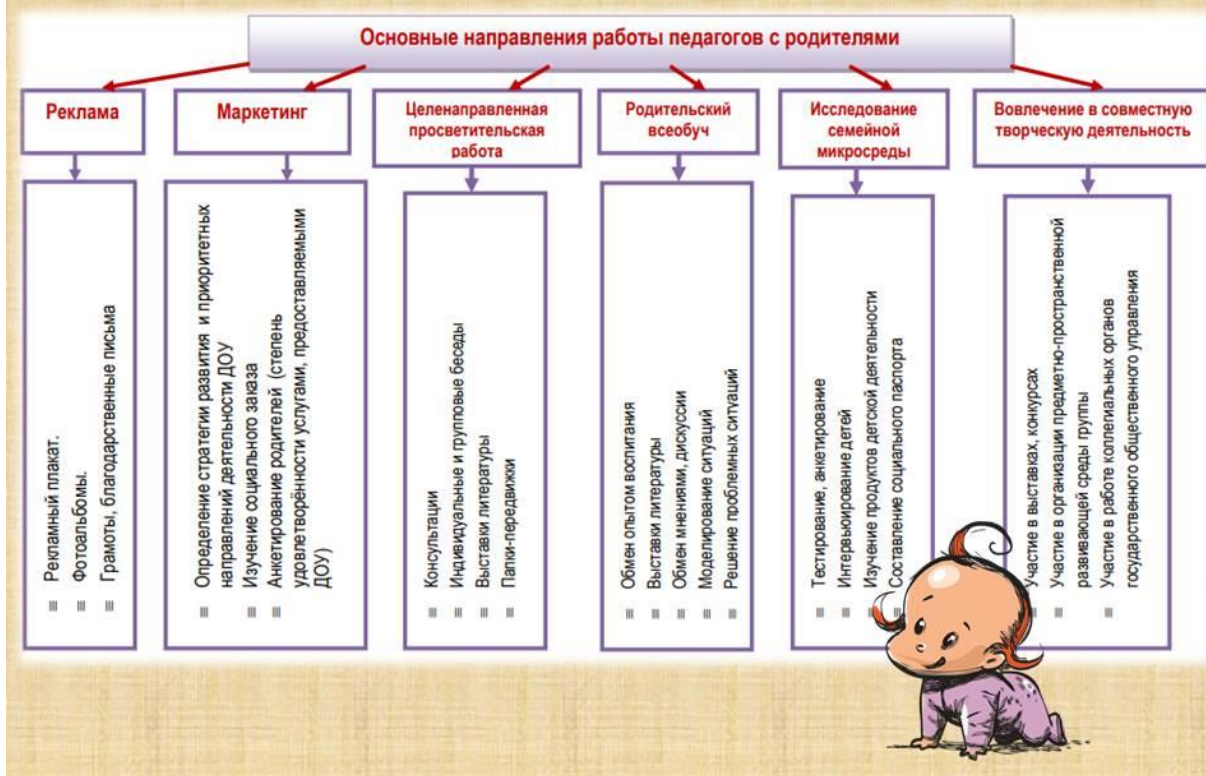 Основные направления работы педагогов с родителями
Реклама
Рекламный плакат.
Фотоальбомы.
Грамоты, благодарственные письма
Маркетинг
Определение стратегии развития и приоритетных
направлений деятельности ДОУ
Изучение социального заказа
Анкетирование родителей (степень
удовлетворённости услугами, предоставляемыми
ДОУ)
Целенаправленная
просветительская
работа
Консультации
Индивидуальные и групповые беседы
Выставки литературы
Папки-передвижки
Родительский
всеобуч
Обмен опытом воспитания
Выставки литературы
Обмен мнениями, дискуссии
Моделирование ситуаций
Решение проблемных ситуаций
Исследование
семейной
микросреды
Тестирование, анкетирование
Интервьюирование детей
Изучение продуктов детской деятельности
Составление социального паспорта
Вовлечение в совместную
творческую деятельность
Участие в выставках, конкурсах
Участие в организации предметно-пространственной
развивающей среды группы
Участие в работе коллегиальных органов
государственного общественного управления